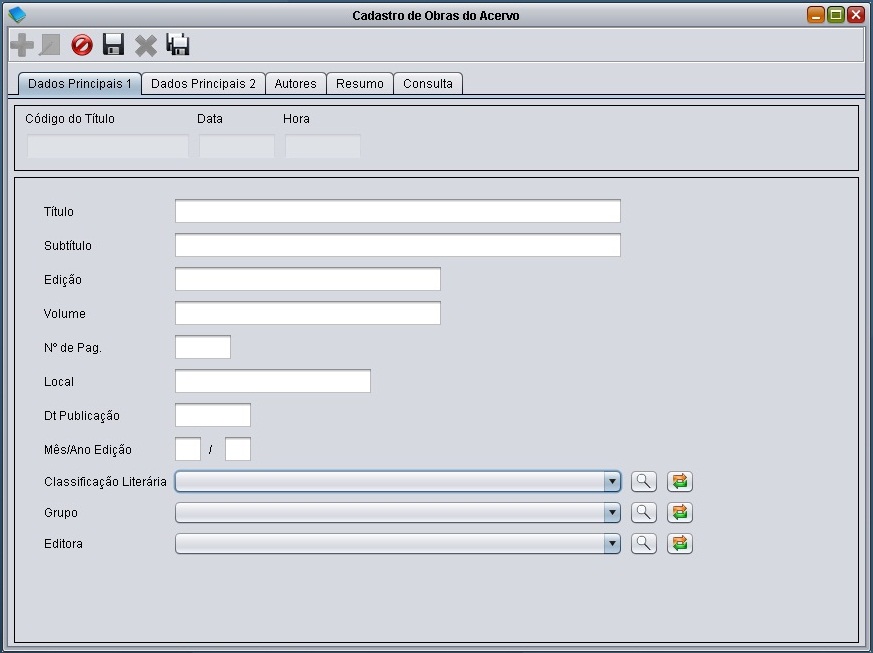 Cadastro de Obras do Acervo
Dados Principais 1 Dados Principais 2 Autores Resumo Consulta
Código do Título Data Hora
Título
Subtítulo
Edição
Volume
Nº de Pag.
Local
Dt Publicação
Mês/Ano Edição /
Classificação Literária
Grupo
Editora